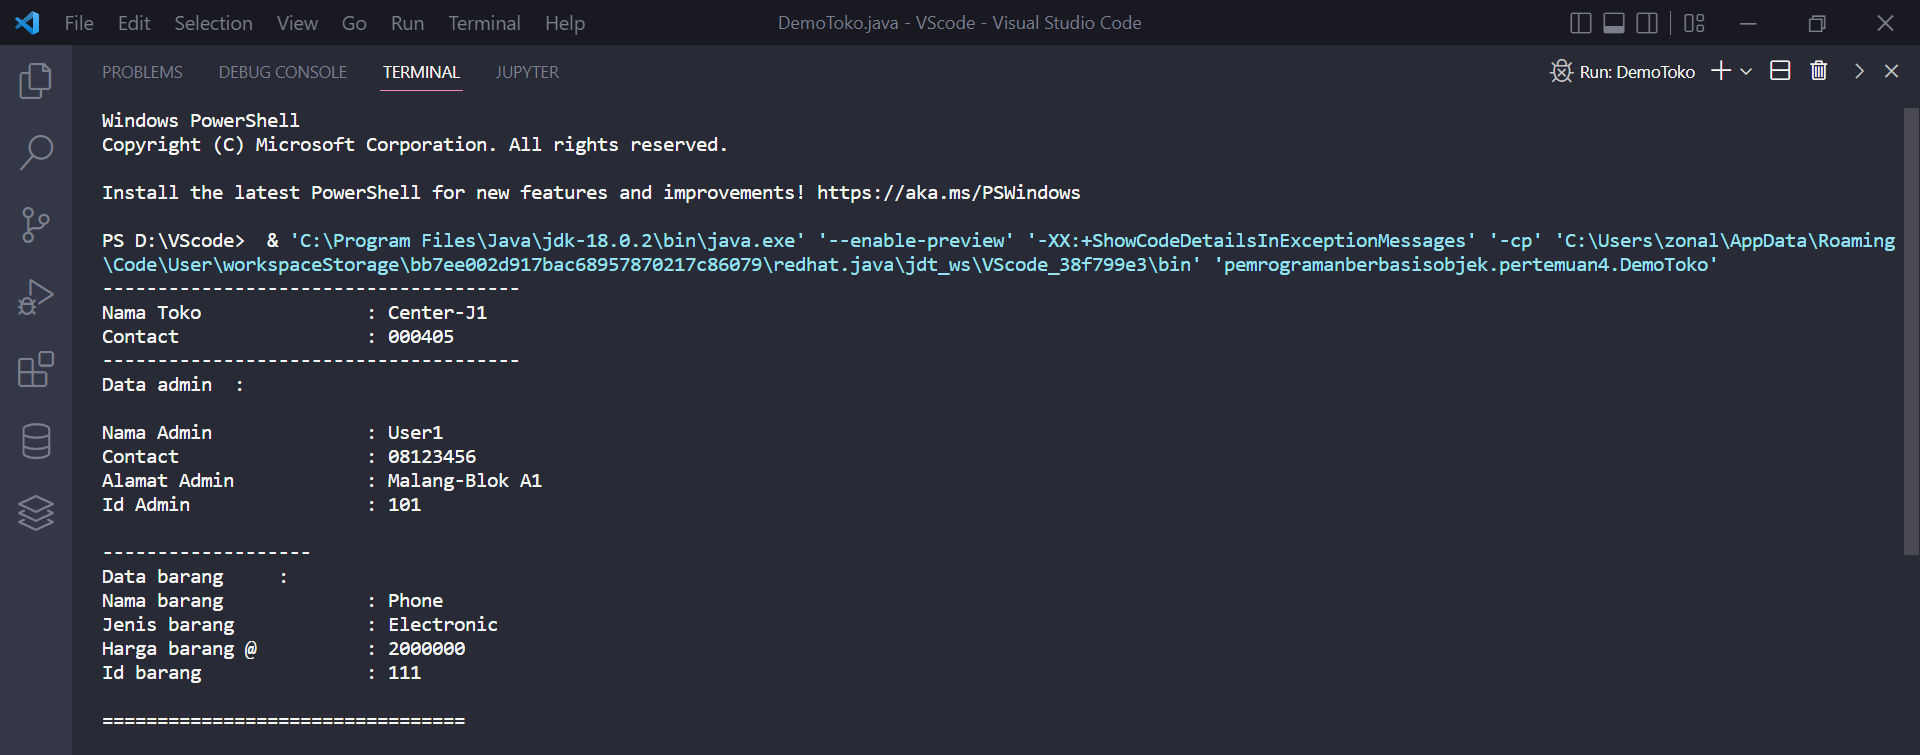 File Edit Selection View Go Run Terminal Help DemoToko.java - VScode - Visual Studio Code
PROBLEMS DEBUG CONSOLE TERMINAL JUPYTER Run: DemoToko
Windows PowerShell
Copyright (C) Microsoft Corporation. All rights reserved.
Install the latest PowerShell for new features and improvements! https://aka.ms/PSWindows
PS D:\VScode>  & 'C:\Program Files\Java\jdk-18.0.2\bin\java.exe' '--enable-preview' '-XX:+ShowCodeDetailsInExceptionMessages' '-cp' 'C:\Users\zonal\AppData\Roaming
\Code\User\workspaceStorage\bb7ee002d917bac68957870217c86079\redhat.java\jdt_ws\VScode_38f799e3\bin' 'pemrogramanberbasisobjek.pertemuan4.DemoToko'
--------------------------------------
Nama Toko               : Center-J1
Contact                 : 000405
--------------------------------------
Data admin  :
Nama Admin              : User1
Contact                 : 08123456
Alamat Admin            : Malang-Blok A1
Id Admin                : 101
-------------------
Data barang     :
Nama barang             : Phone
Jenis barang            : Electronic
Harga barang @          : 2000000
Id barang               : 111
=================================